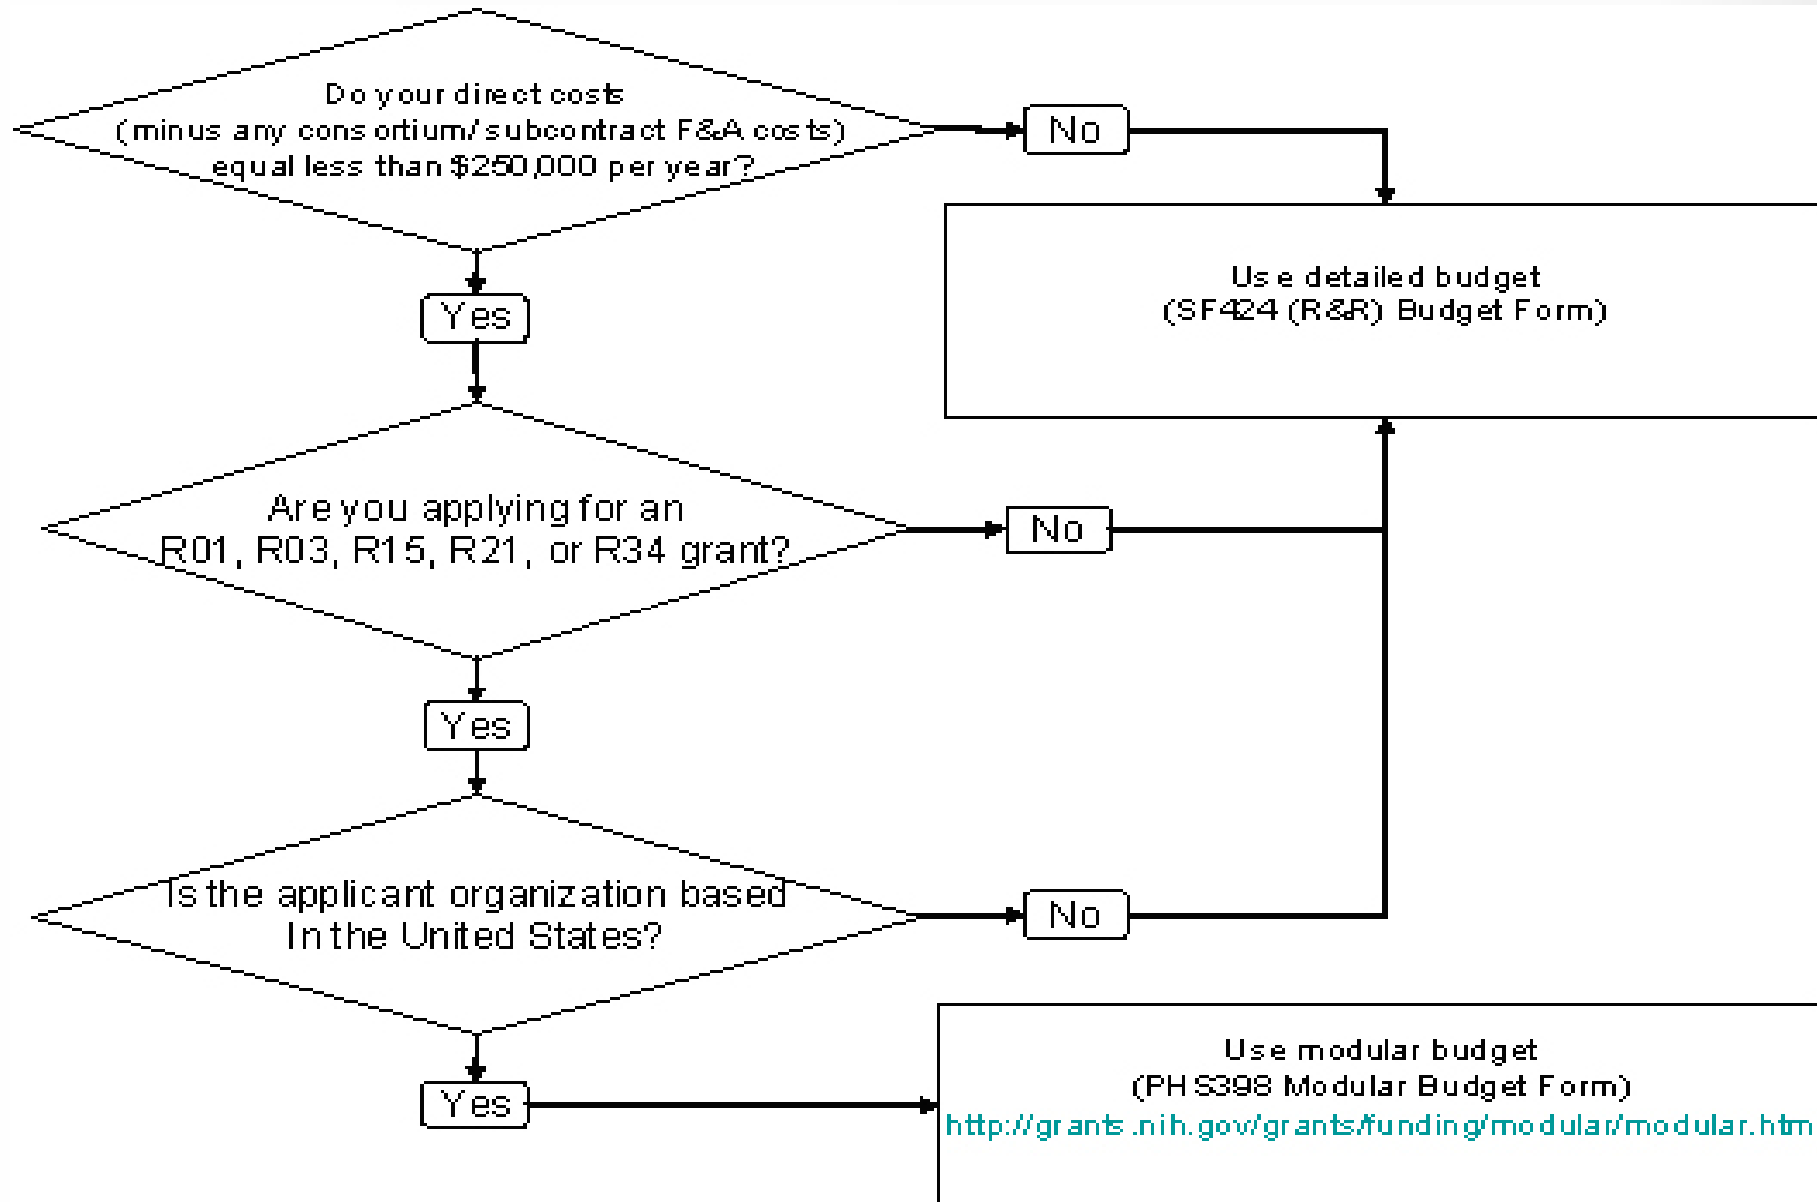 Do your direct costs
(minus any consortium/subcontract F&A costs)
equal less than $250,000 per year?
No
Use detailed budget
(SF424 (R&R) Budget Form)
Yes
Are you applying for an
R01, R03, R15, R21, or R34 grant?
No
Yes
Is the applicant organization based
In the United States?
No
Use modular budget
(PHS398 Modular Budget Form)
http://grants.nih.gov/grants/funding/modular/modular.htm
Yes